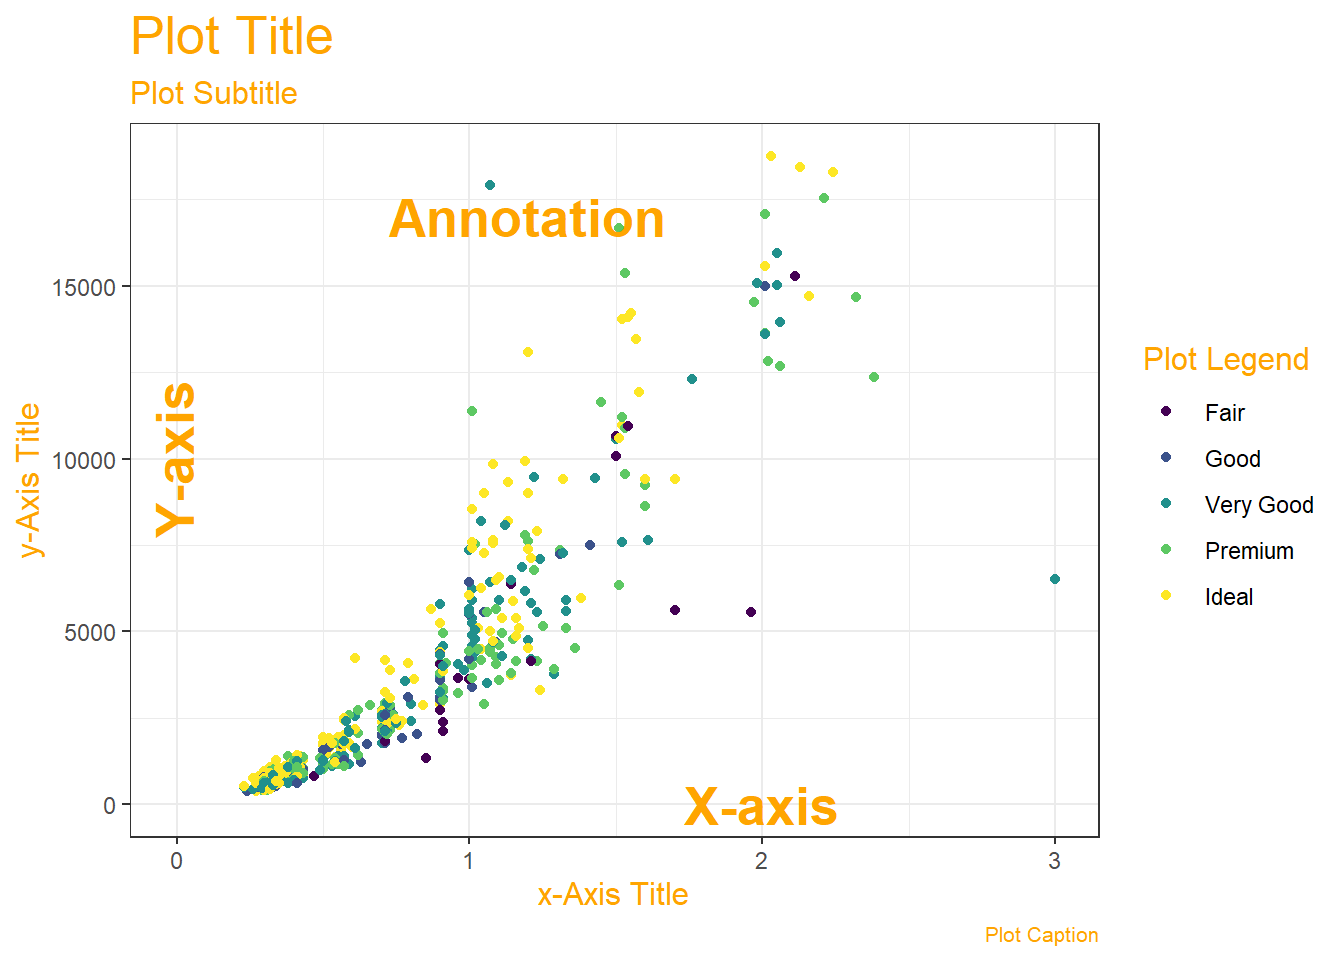 Plot Title
Plot Subtitle
Annotation
15000
10000
5000
0
y-Axis Title
Y-axis
X-axis
0
1
2
3
x-Axis Title
Plot Caption
Plot Legend
Fair
Good
Very Good
Premium
Ideal